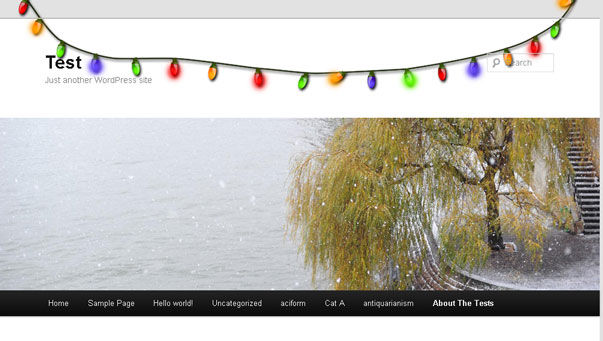 Test
Just another WordPress site
Search
Home Sample Page Hello world! Uncategorized aciform Cat A antiquarianism About The Tests